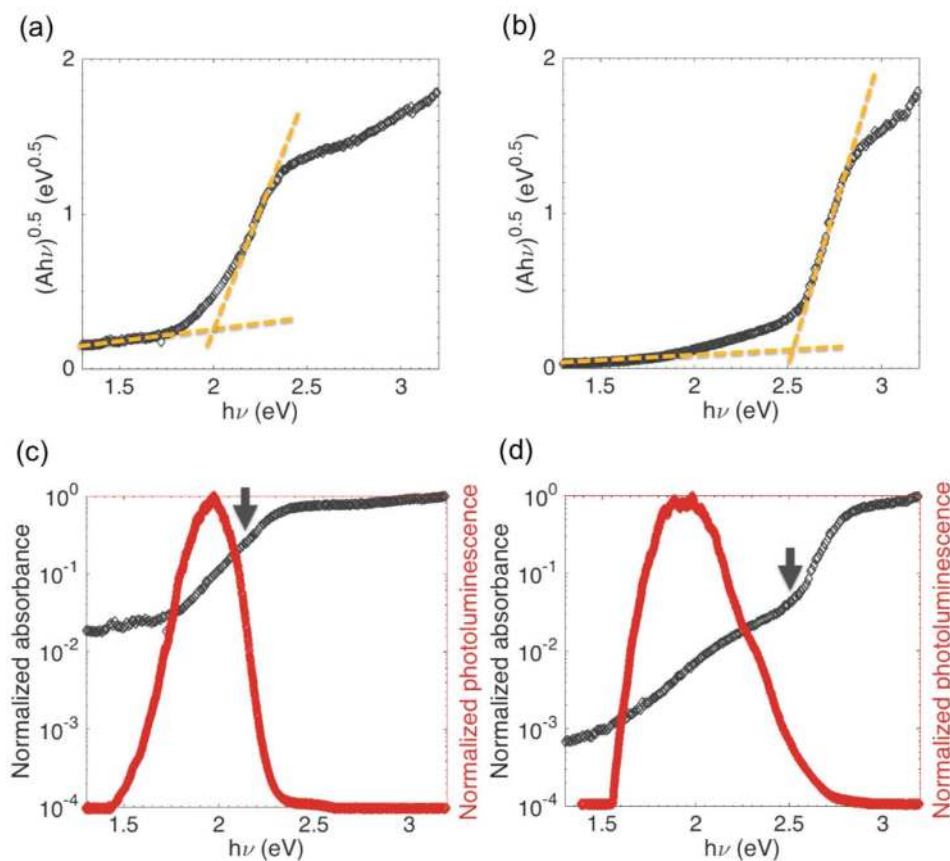 (a)
(b)
(Ahν)^0.5 (eV^0.5)
2
1
0
1.5 2 2.5 3
hν (eV)
(Ahν)^0.5 (eV^0.5)
2
1
0
1.5 2 2.5 3
hν (eV)
(c)
(d)
Normalized absorbance
10^0
10^-1
10^-2
10^-3
10^-4
1.5 2 2.5 3
hν (eV)
Normalized photoluminescence
Normalized absorbance
10^0
10^-1
10^-2
10^-3
10^-4
1.5 2 2.5 3
hν (eV)
Normalized photoluminescence